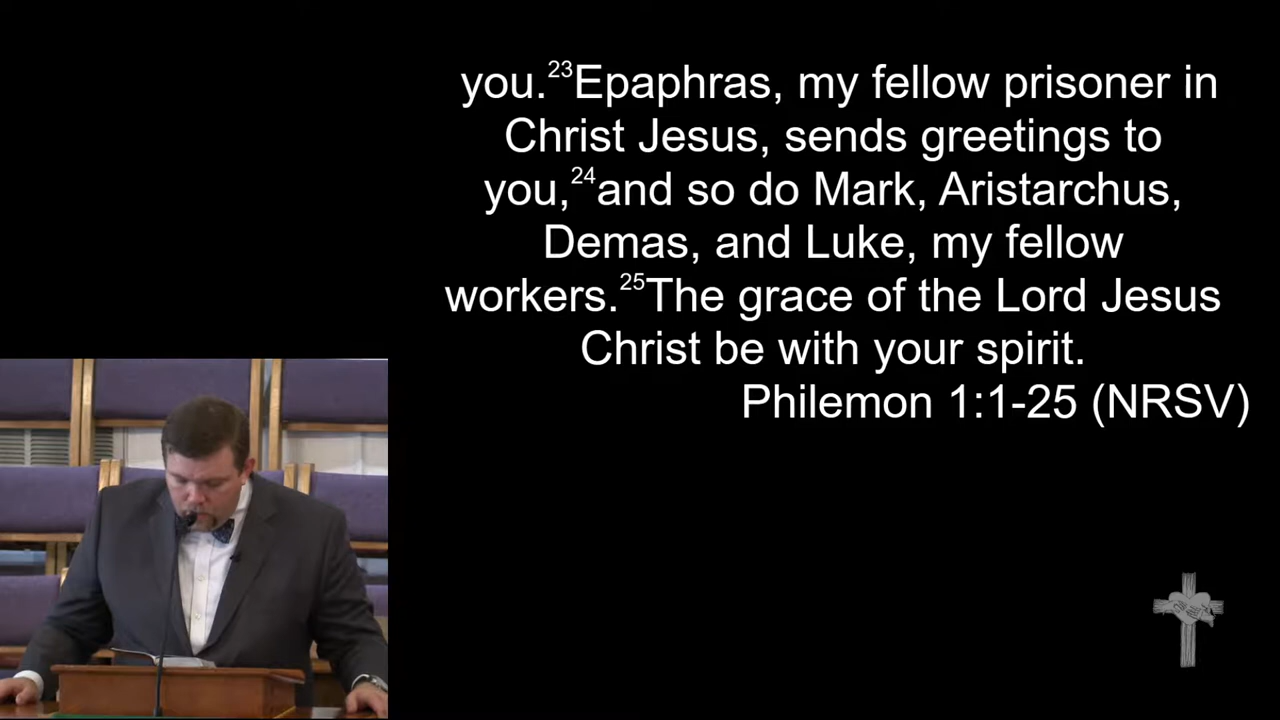 you.²³Epaphras, my fellow prisoner in
Christ Jesus, sends greetings to
you,²⁴and so do Mark, Aristarchus,
Demas, and Luke, my fellow
workers.²⁵The grace of the Lord Jesus
Christ be with your spirit.
Philemon 1:1-25 (NRSV)